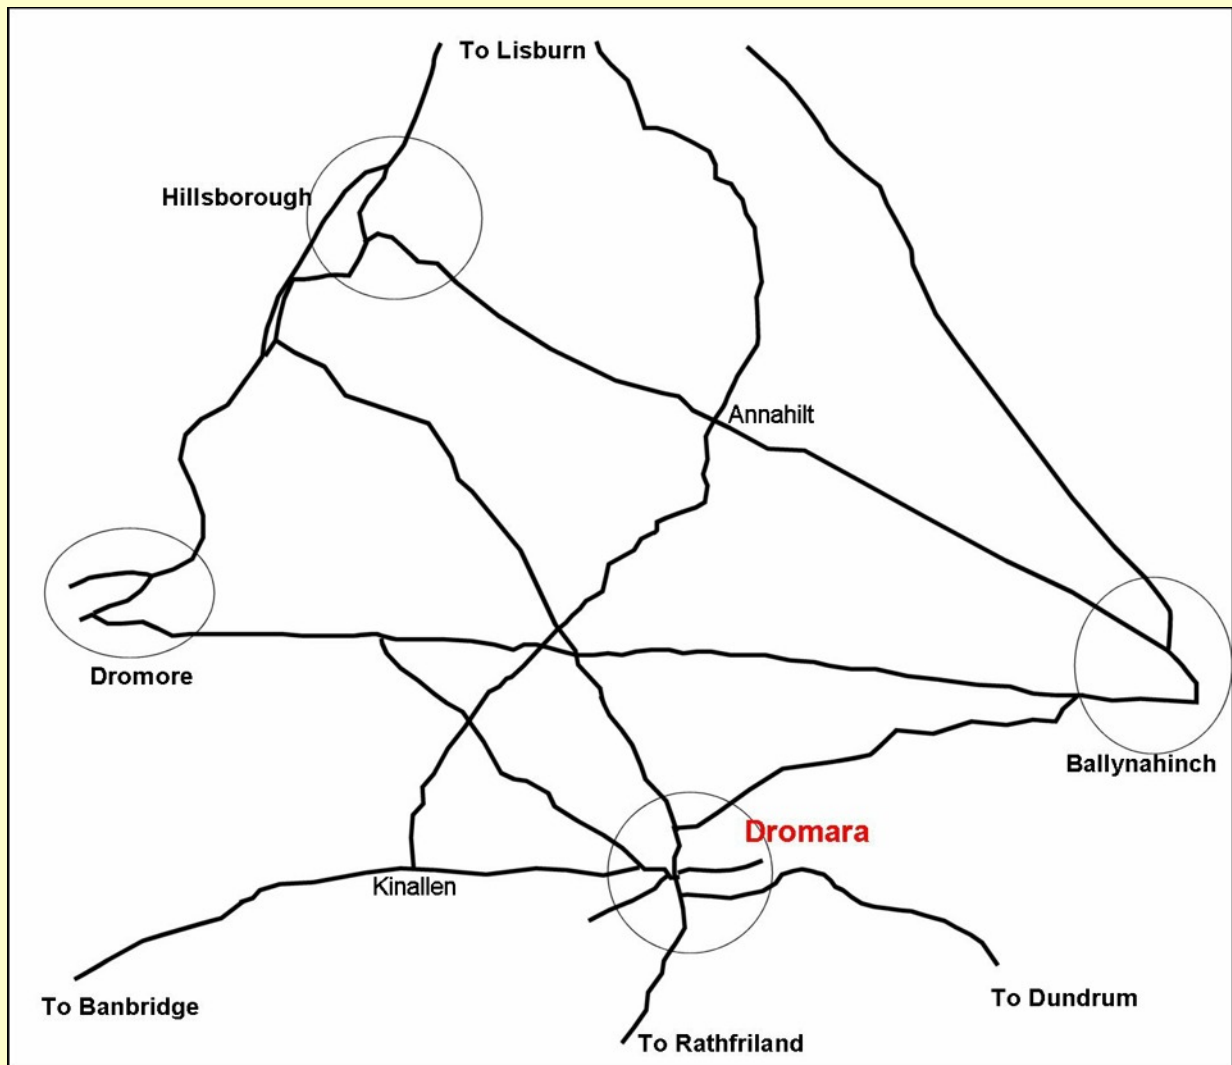 To Lisburn
Hillsborough
Annahilt
Dromore
Ballynahinch
Dromara
Kinallen
To Banbridge
To Dundrum
To Rathfriland